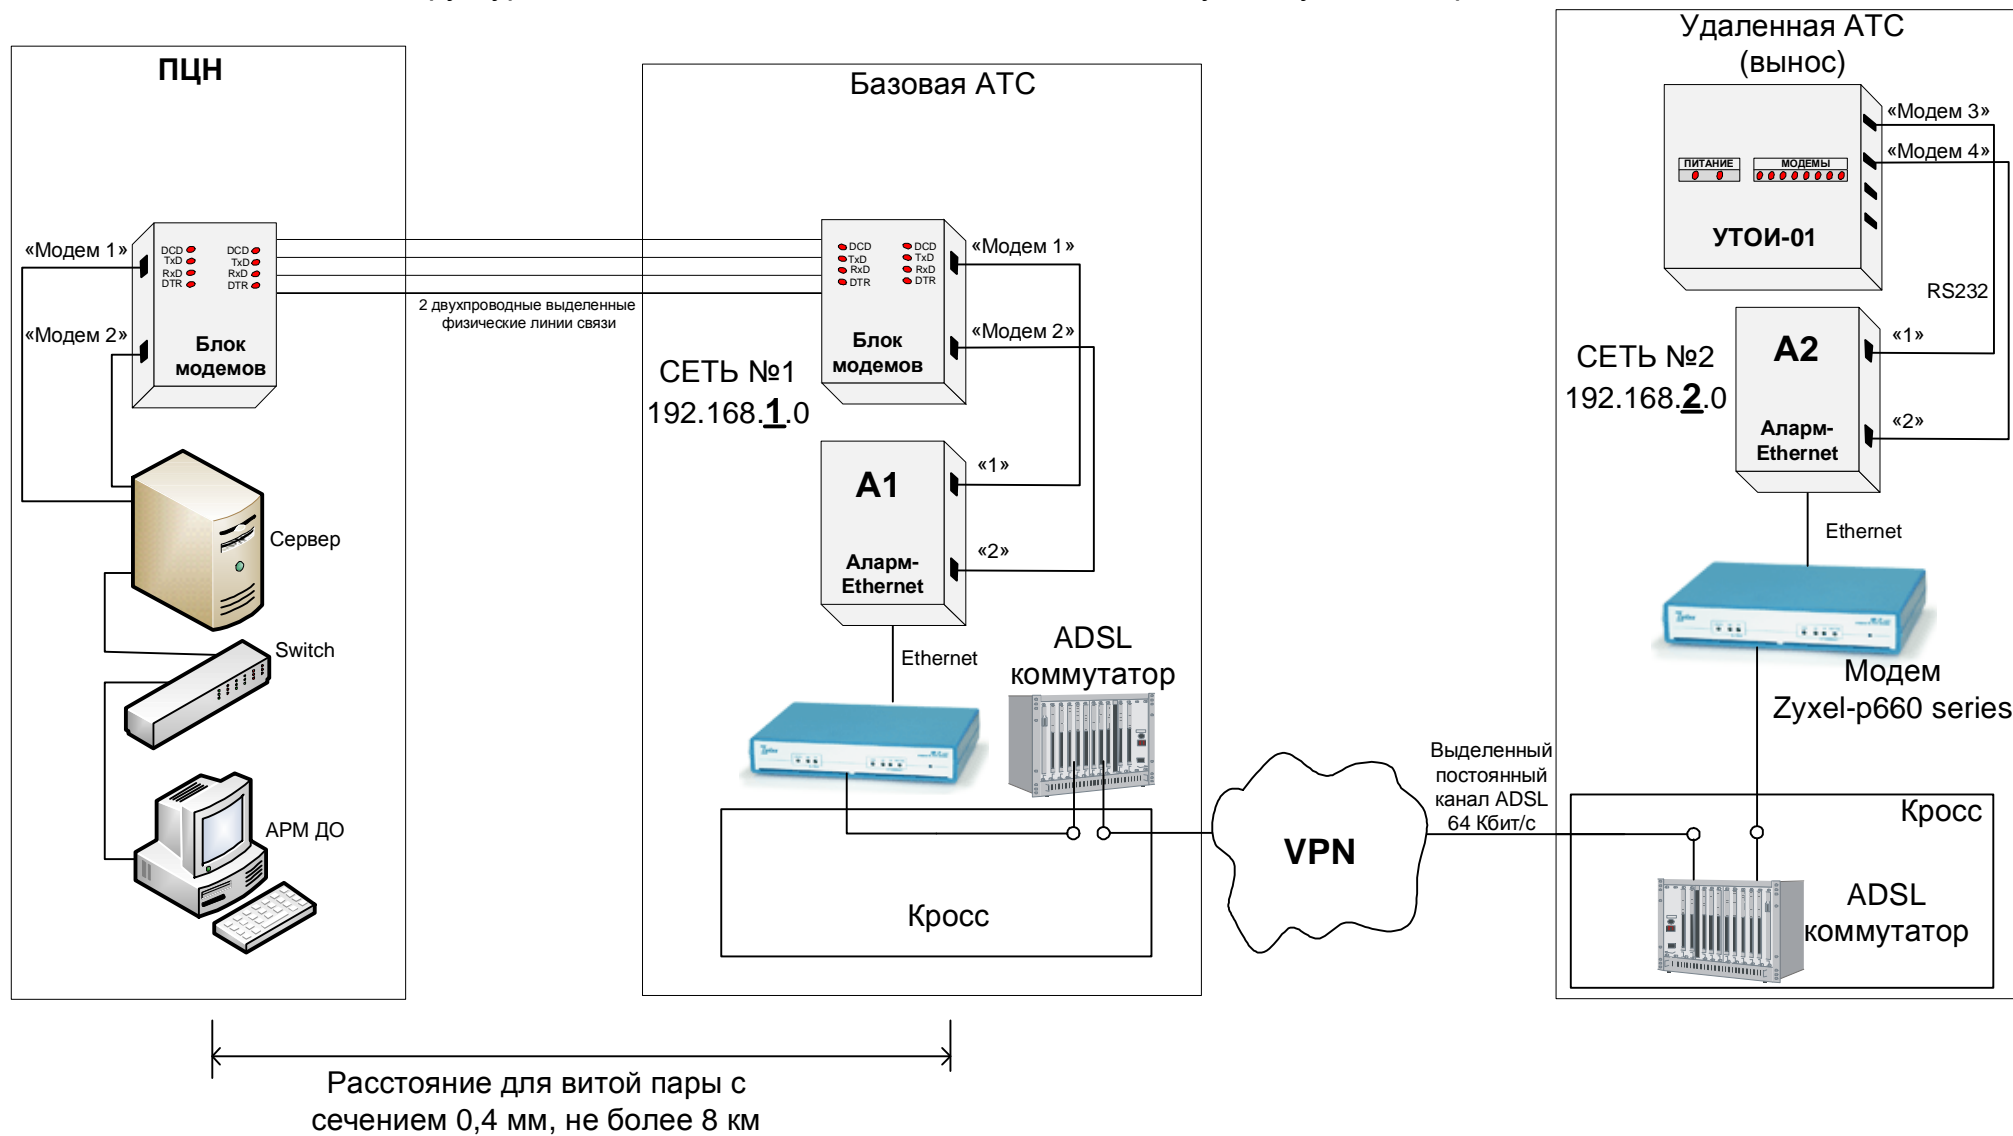 ПЦН
«Модем 1»
«Модем 2»
DCD
TxD
RxD
DTR
DCD
TxD
RxD
DTR
Блок
модемов
Сервер
Switch
АРМ ДО
2 двухпроводные выделенные
физические линии связи
Базовая АТС
DCD
TxD
RxD
DTR
DCD
TxD
RxD
DTR
Блок
модемов
«Модем 1»
«Модем 2»
СЕТЬ №1
192.168.1.0
А1
Аларм-
Ethernet
«1»
«2»
Ethernet
ADSL
коммутатор
Кросс
VPN
Выделенный
постоянный
канал ADSL
64 Кбит/с
Удаленная АТС
(вынос)
«Модем 3»
«Модем 4»
ПИТАНИЕ
МОДЕМЫ
УТОИ-01
RS232
СЕТЬ №2
192.168.2.0
А2
Аларм-
Ethernet
«1»
«2»
Ethernet
Модем
Zyxel-p660 series
Кросс
ADSL
коммутатор
Расстояние для витой пары с
сечением 0,4 мм, не более 8 км